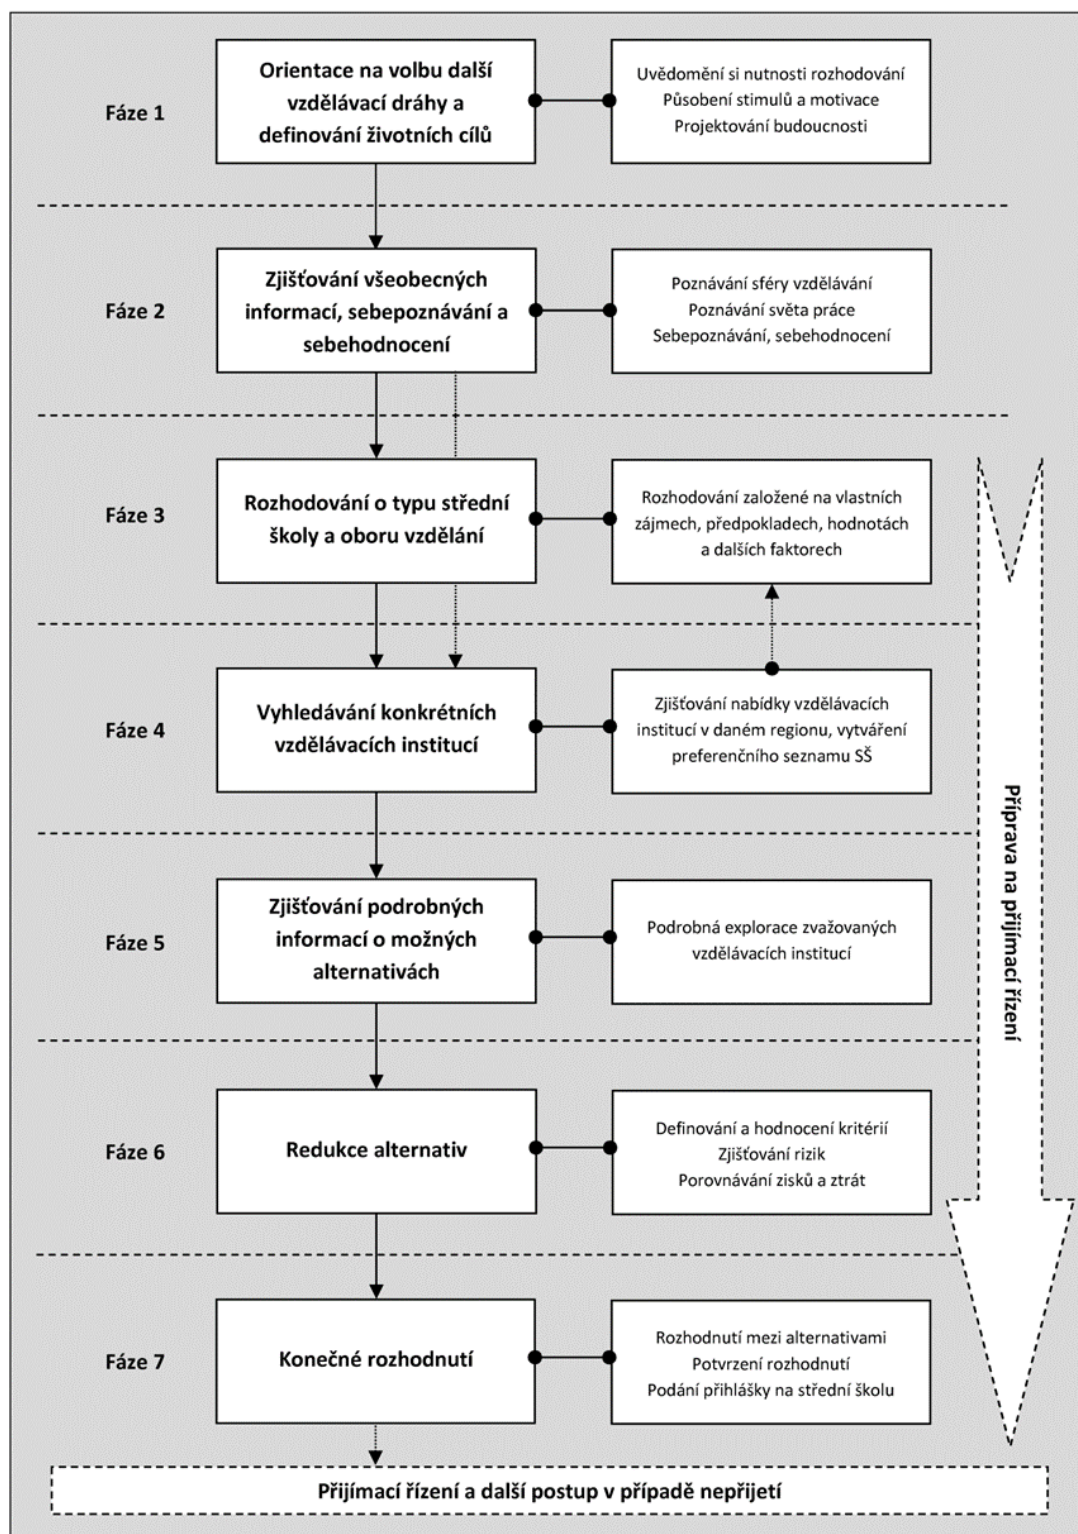 Fáze 1
Orientace na volbu další
vzdělávací dráhy a
definování životních cílů
Uvědomění si nutnosti rozhodování
Působení stimulů a motivace
Projektování budoucnosti
Fáze 2
Zjišťování všeobecných
informací, sebepoznávání a
sebehodnocení
Poznávání sféry vzdělávání
Poznávání světa práce
Sebepoznávání, sebehodnocení
Fáze 3
Rozhodování o typu střední
školy a oboru vzdělání
Rozhodování založené na vlastních
zájmech, předpokladech, hodnotách
a dalších faktorech
Fáze 4
Vyhledávání konkrétních
vzdělávacích institucí
Zjišťování nabídky vzdělávacích
institucí v daném regionu, vytváření
preferenčního seznamu SŠ
Fáze 5
Zjišťování podrobných
informací o možných
alternativách
Podrobná explorace zvažovaných
vzdělávacích institucí
Fáze 6
Redukce alternativ
Definování a hodnocení kritérií
Zjišťování rizik
Porovnávání zisků a ztrát
Fáze 7
Konečné rozhodnutí
Rozhodnutí mezi alternativami
Potvrzení rozhodnutí
Podání přihlášky na střední školu
Příprava na přijímací řízení
Přijímací řízení a další postup v případě nepřijetí